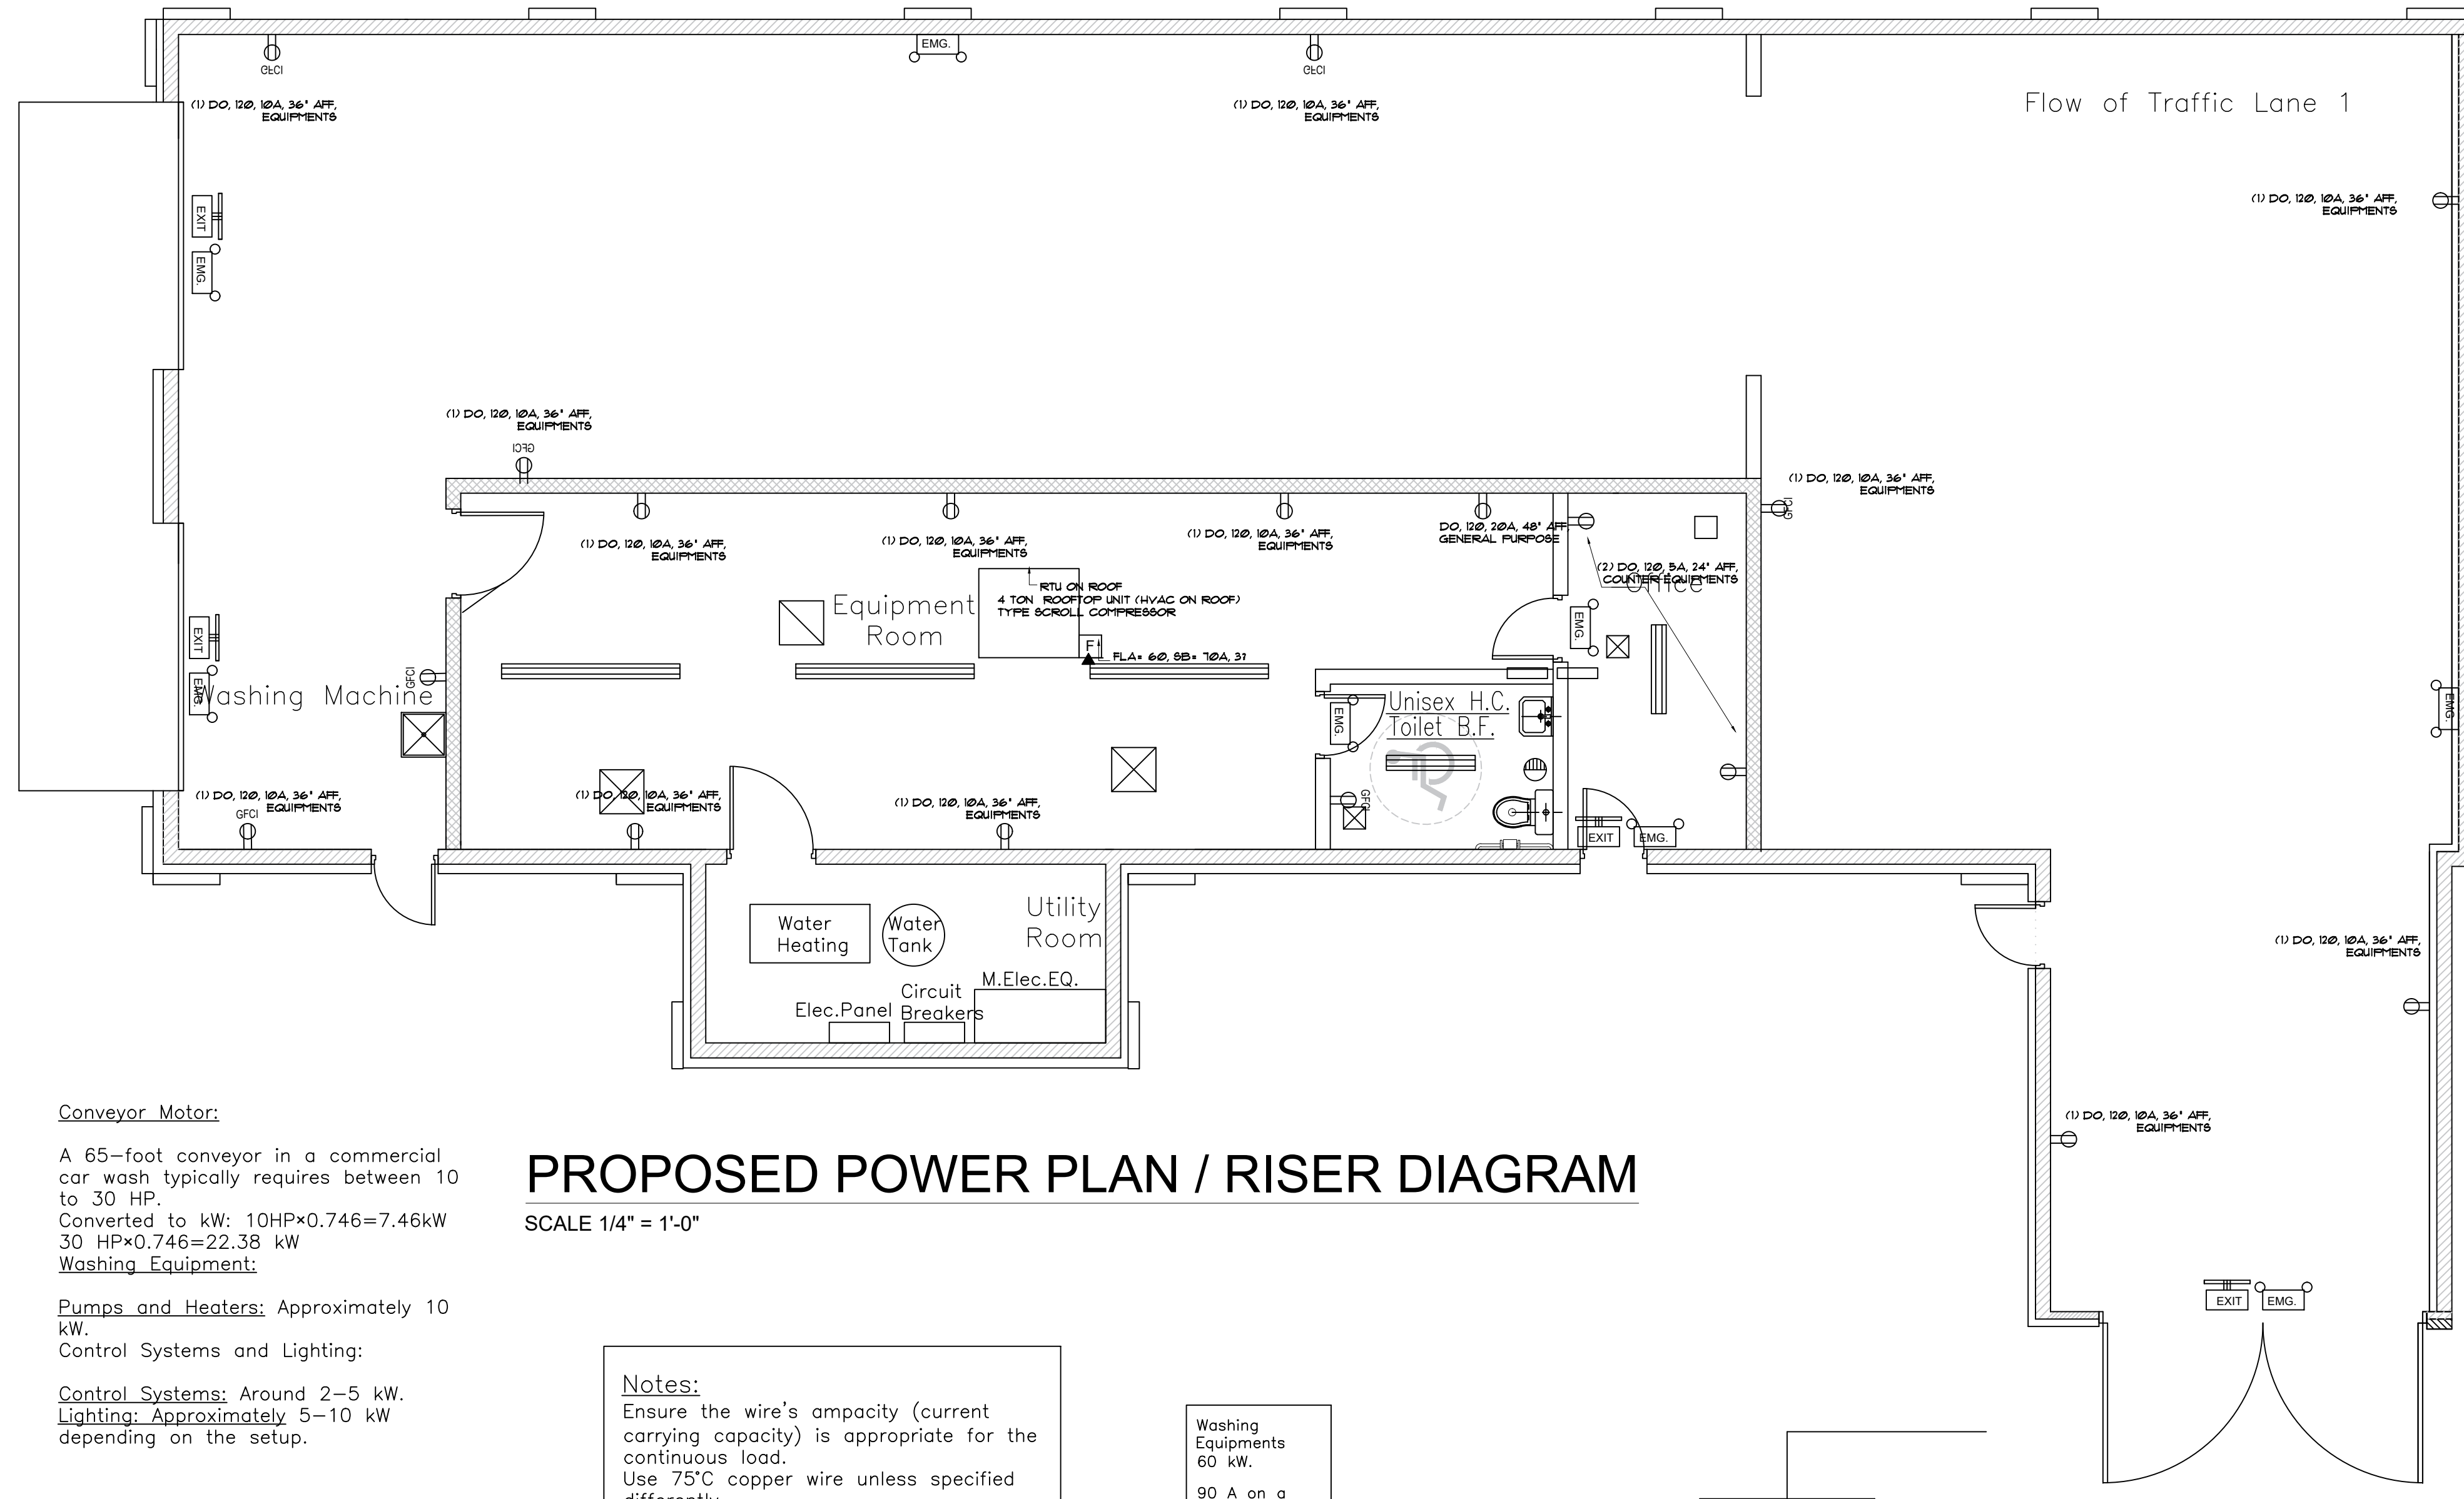 EMG.
GFCI
GFCI
(1) DO, 120, 10A, 36" AFF,
EQUIPMENTS
(1) DO, 120, 10A, 36" AFF,
EQUIPMENTS
Flow of Traffic Lane 1
EXIT
EMG.
(1) DO, 120, 10A, 36" AFF,
EQUIPMENTS
(1) DO, 120, 10A, 36" AFF,
EQUIPMENTS
GFCI
(1) DO, 120, 10A, 36" AFF,
EQUIPMENTS
GFCI
(1) DO, 120, 10A, 36" AFF,
EQUIPMENTS
(1) DO, 120, 10A, 36" AFF,
EQUIPMENTS
(1) DO, 120, 10A, 36" AFF,
EQUIPMENTS
DO, 120, 20A, 48" AFF,
GENERAL PURPOSE
(2) DO, 120, 5A, 24" AFF,
COUNTER EQUIPMENTS
Office
RTU ON ROOF
4 TON ROOFTOP UNIT (HVAC ON ROOF)
TYPE SCROLL COMPRESSOR
Equipment
Room
F
FLA= 60, SB= 70A, 3?
EMG.
EXIT
EMG.
Washing Machine
GFCI
Unisex H.C.
Toilet B.F.
EMG.
EMG.
(1) DO, 120, 10A, 36" AFF,
EQUIPMENTS
GFCI
(1) DO, 120, 10A, 36" AFF,
EQUIPMENTS
(1) DO, 120, 10A, 36" AFF,
EQUIPMENTS
GFCI
EXIT
EMG.
Water
Heating
Water
Tank
Utility
Room
M.Elec.EQ.
Elec.Panel
Circuit
Breakers
(1) DO, 120, 10A, 36" AFF,
EQUIPMENTS
(1) DO, 120, 10A, 36" AFF,
EQUIPMENTS
EXIT
EMG.
Conveyor Motor:
A 65-foot conveyor in a commercial
car wash typically requires between 10
to 30 HP.
Converted to kW: 10HP×0.746=7.46kW
30 HP×0.746=22.38 kW
Washing Equipment:
Pumps and Heaters: Approximately 10
kW.
Control Systems and Lighting:
Control Systems: Around 2-5 kW.
Lighting: Approximately 5-10 kW
depending on the setup.
PROPOSED POWER PLAN / RISER DIAGRAM
SCALE 1/4" = 1'-0"
Notes:
Ensure the wire's ampacity (current
carrying capacity) is appropriate for the
continuous load.
Use 75°C copper wire unless specified
differently
Washing
Equipments
60 kW.
90 A on a